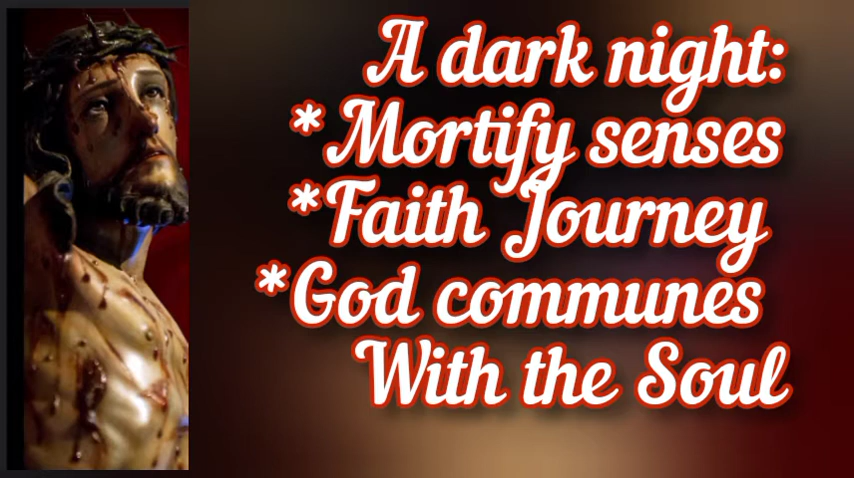 A dark night:
*Mortify senses
*Faith Journey
*God communes
With the Soul